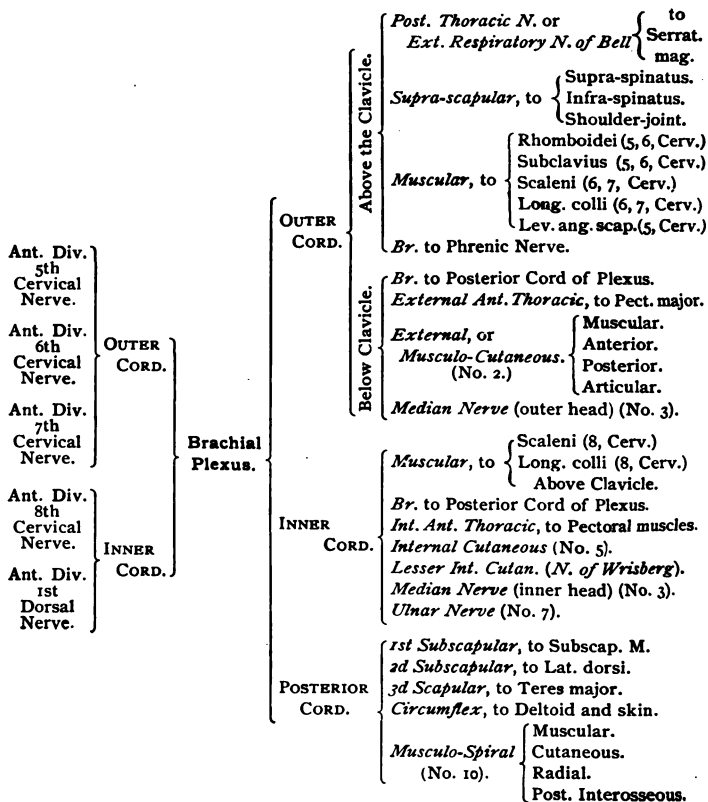 Ant. Div.
5th
Cervical
Nerve.
Ant. Div.
6th
Cervical
Nerve.
Ant. Div.
7th
Cervical
Nerve.
OUTER
CORD.
Ant. Div.
8th
Cervical
Nerve.
Ant. Div.
1st
Dorsal
Nerve.
INNER
CORD.
Brachial
Plexus.
OUTER
CORD.
Above the Clavicle.
Post. Thoracic N. or
Ext. Respiratory N. of Bell
to
Serrat.
mag.
Supra-scapular, to
Supra-spinatus.
Infra-spinatus.
Shoulder-joint.
Muscular, to
Rhomboidei (5, 6, Cerv.)
Subclavius (5, 6, Cerv.)
Scaleni (6, 7, Cerv.)
Long. colli (6, 7, Cerv.)
Lev. ang. scap. (5, Cerv.)
Br. to Phrenic Nerve.
Below Clavicle.
Br. to Posterior Cord of Plexus.
External Ant. Thoracic, to Pect. major.
External, or
Musculo-Cutaneous.
(No. 2.)
Muscular.
Anterior.
Posterior.
Articular.
Median Nerve (outer head) (No. 3).
INNER
CORD.
Muscular, to
Scaleni (8, Cerv.)
Long. colli (8, Cerv.)
Above Clavicle.
Br. to Posterior Cord of Plexus.
Int. Ant. Thoracic, to Pectoral muscles.
Internal Cutaneous (No. 5).
Lesser Int. Cutan. (N. of Wrisberg).
Median Nerve (inner head) (No. 3).
Ulnar Nerve (No. 7).
POSTERIOR
CORD.
1st Subscapular, to Subscap. M.
2d Subscapular, to Lat. dorsi.
3d Scapular, to Teres major.
Circumflex, to Deltoid and skin.
Musculo-Spiral
(No. 10).
Muscular.
Cutaneous.
Radial.
Post. Interosseous.